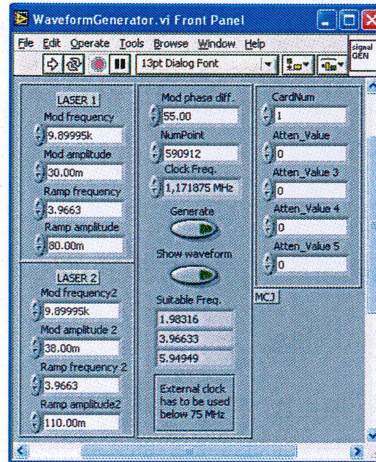 WaveformGenerator.vi Front Panel
File Edit Operate Tools Browse Window Help
13pt Dialog Font
signal
GEN
LASER 1
Mod frequency
9.89995k
Mod amplitude
30.00m
Ramp frequency
3.9663
Ramp amplitude
80.00m
LASER 2
Mod frequency2
9.89995k
Mod amplitude 2
38.00m
Ramp frequency 2
3.9663
Ramp amplitude2
110.00m
Mod phase diff.
55.00
NumPoint
590912
Clock Freq.
1,171875 MHz
Generate
Show waveform
Suitable Freq.
1.98316
3.96633
5.94949
External clock
has to be used
below 75 MHz
CardNum
1
Atten_Value
0
Atten_Value 3
0
Atten_Value 4
0
Atten_Value 5
0
MCJ